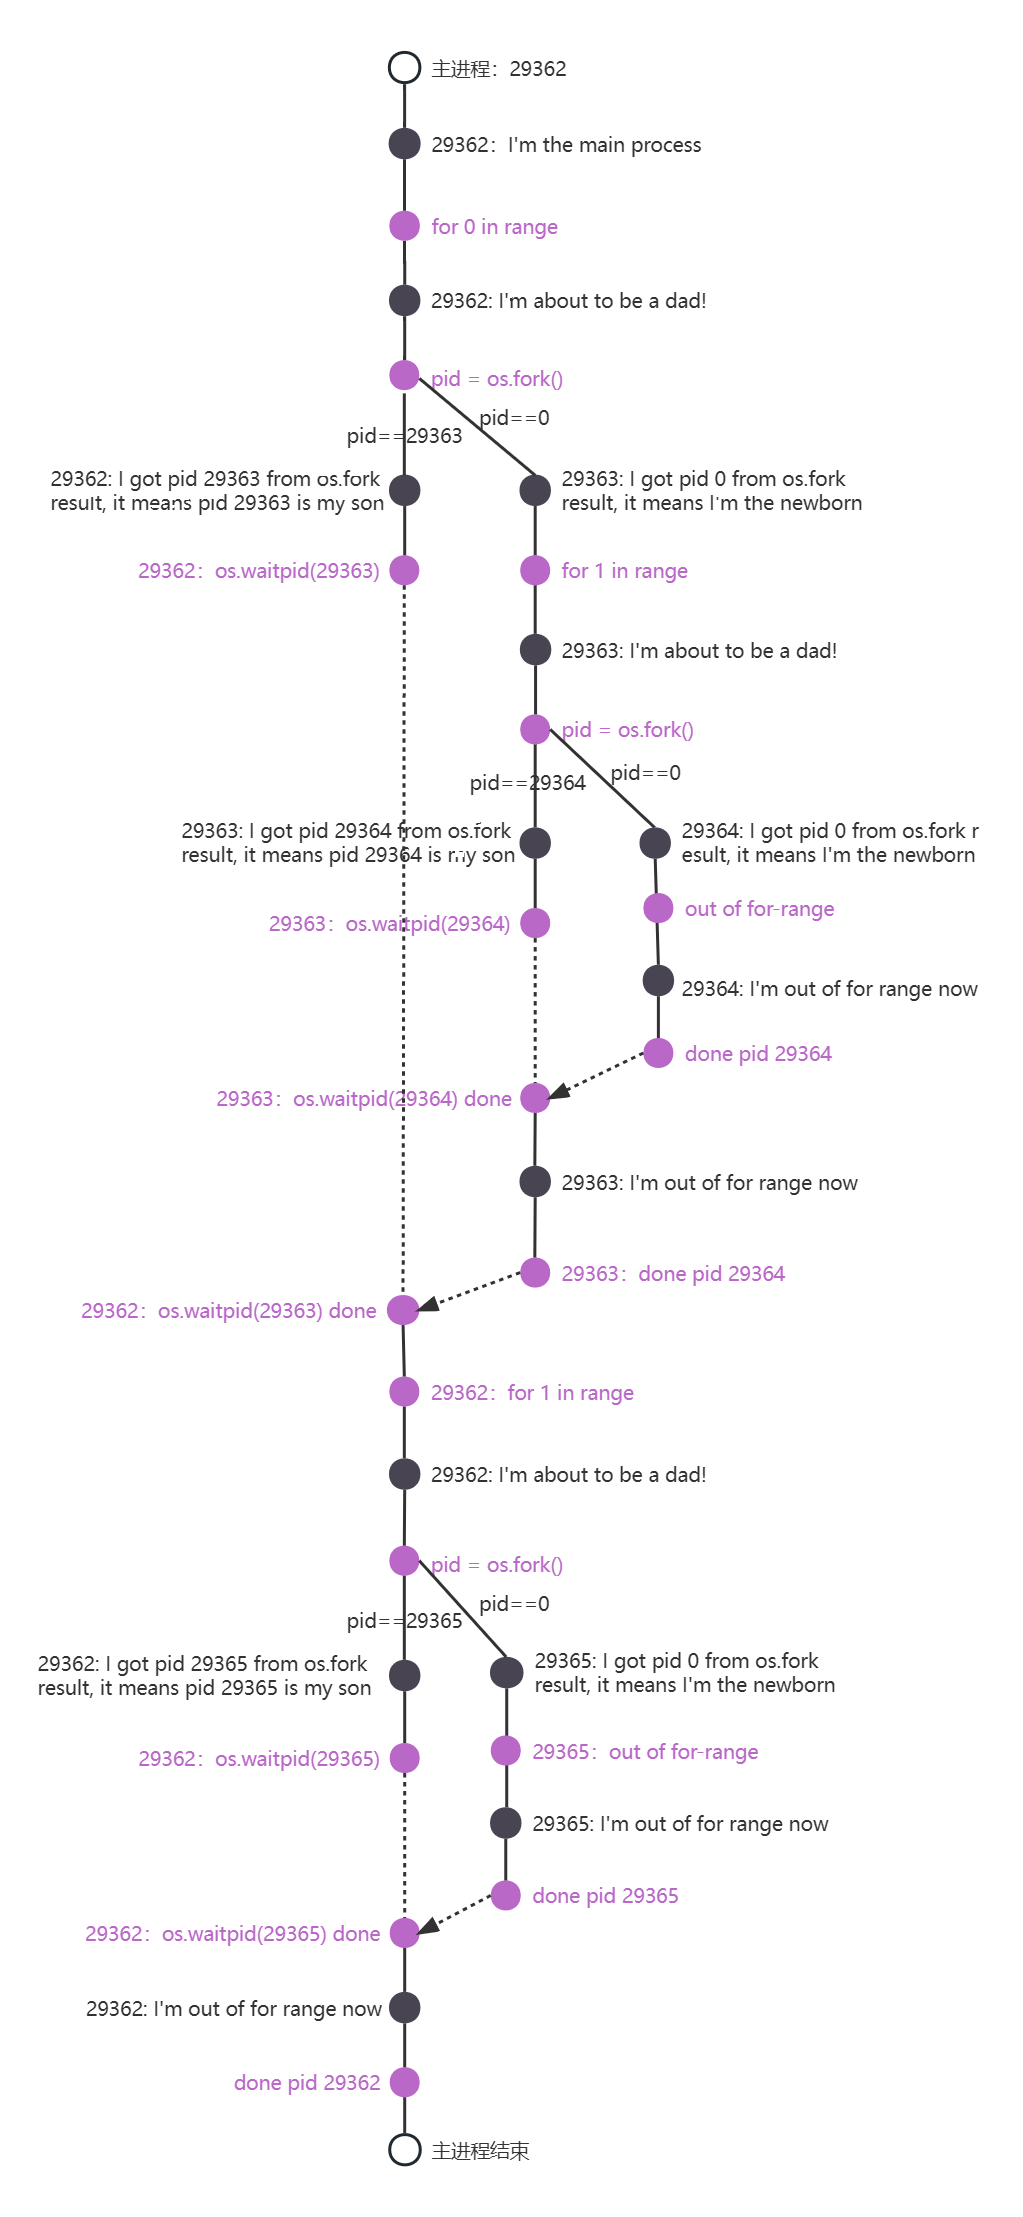 主进程：29362
29362：I'm the main process
for 0 in range
29362: I'm about to be a dad!
pid = os.fork()
pid==0
pid==29363
29362: I got pid 29363 from os.fork
result, it means pid 29363 is my son
29363: I got pid 0 from os.fork
result, it means I'm the newborn
29362：os.waitpid(29363)
for 1 in range
29363: I'm about to be a dad!
pid = os.fork()
pid==0
pid==29364
29363: I got pid 29364 from os.fork
result, it means pid 29364 is my son
29364: I got pid 0 from os.fork r
esult, it means I'm the newborn
out of for-range
29363：os.waitpid(29364)
29364: I'm out of for range now
done pid 29364
29363：os.waitpid(29364) done
29363: I'm out of for range now
29363：done pid 29364
29362：os.waitpid(29363) done
29362：for 1 in range
29362: I'm about to be a dad!
pid = os.fork()
pid==0
pid==29365
29362: I got pid 29365 from os.fork
result, it means pid 29365 is my son
29365: I got pid 0 from os.fork
result, it means I'm the newborn
29362：os.waitpid(29365)
29365：out of for-range
29365: I'm out of for range now
done pid 29365
29362：os.waitpid(29365) done
29362: I'm out of for range now
done pid 29362
主进程结束